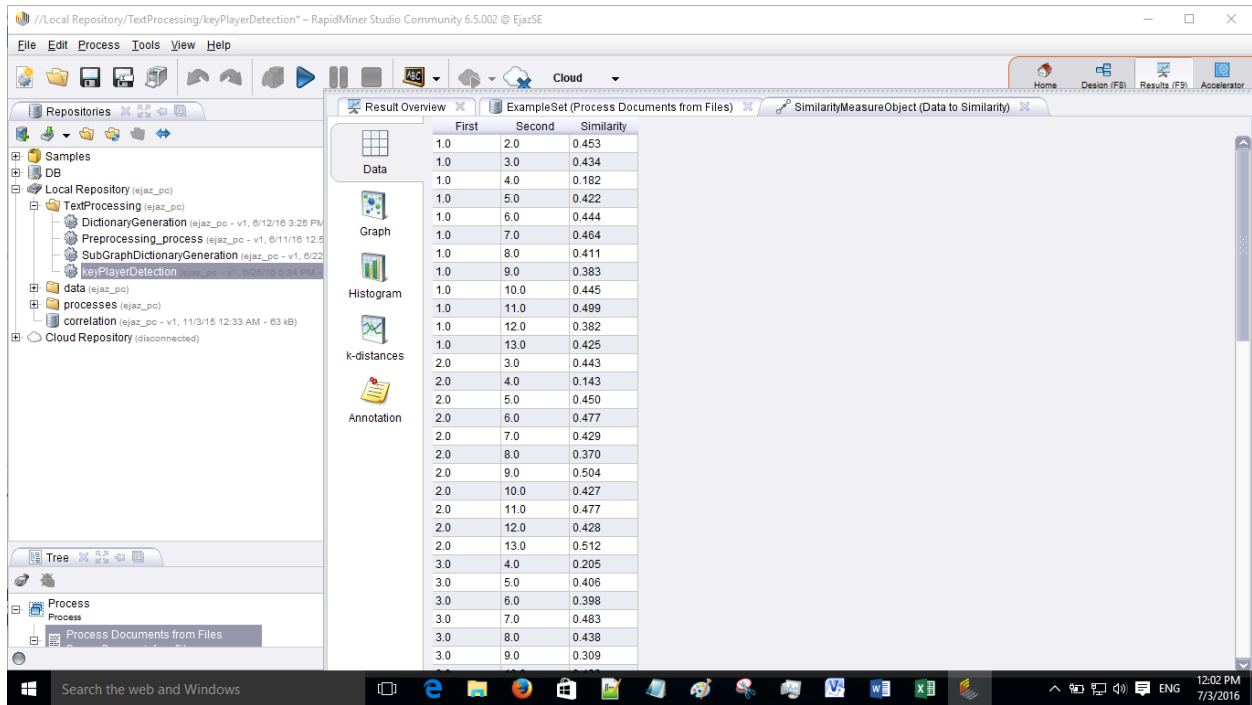 //Local Repository/TextProcessing/keyPlayerDetection* – RapidMiner Studio Community 6.5.002 @ EjazSE
File Edit Process Tools View Help
Cloud
Home Design (F8) Results (F9) Accelerator
Repositories
Result Overview ExampleSet (Process Documents from Files) SimilarityMeasureObject (Data to Similarity)
Samples
DB
Local Repository (ejaz_pc)
TextProcessing (ejaz_pc)
DictionaryGeneration (ejaz_pc - v1, 6/12/16 3:25 PM
Preprocessing_process (ejaz_pc - v1, 6/11/16 12:5
SubGraphDictionaryGeneration (ejaz_pc - v1, 6/22
keyPlayerDetection (ejaz_pc - v1, 6/25/16 5:34 PM -
data (ejaz_pc)
processes (ejaz_pc)
correlation (ejaz_pc - v1, 11/3/15 12:33 AM - 63 kB)
Cloud Repository (disconnected)
Data
Graph
Histogram
k-distances
Annotation
First Second Similarity
1.0 2.0 0.453
1.0 3.0 0.434
1.0 4.0 0.182
1.0 5.0 0.422
1.0 6.0 0.444
1.0 7.0 0.464
1.0 8.0 0.411
1.0 9.0 0.383
1.0 10.0 0.445
1.0 11.0 0.499
1.0 12.0 0.382
1.0 13.0 0.425
2.0 3.0 0.443
2.0 4.0 0.143
2.0 5.0 0.450
2.0 6.0 0.477
2.0 7.0 0.429
2.0 8.0 0.370
2.0 9.0 0.504
2.0 10.0 0.427
2.0 11.0 0.477
2.0 12.0 0.428
2.0 13.0 0.512
3.0 4.0 0.205
3.0 5.0 0.406
3.0 6.0 0.398
3.0 7.0 0.483
3.0 8.0 0.438
3.0 9.0 0.309
Tree
Process
Process
Process Documents from Files
Search the web and Windows
ENG
12:02 PM
7/3/2016